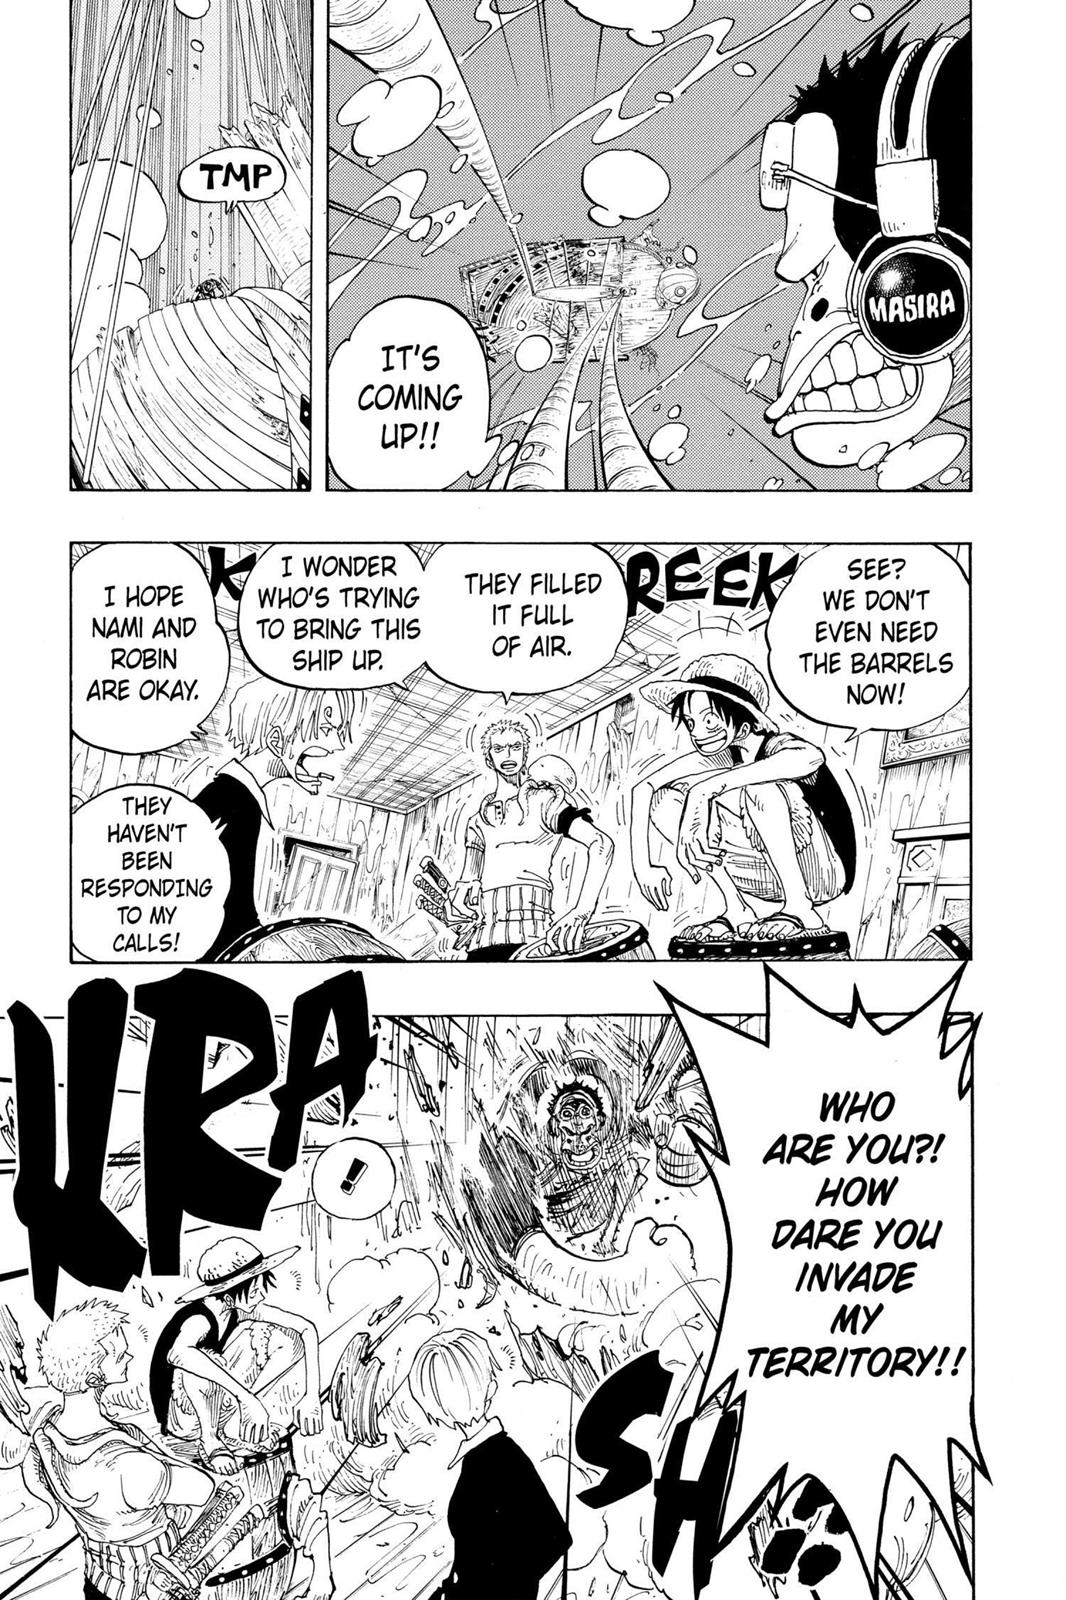 MASIRA
IT'S
COMING
UP!!
TMP
SEE?
WE DON'T
EVEN NEED
THE BARRELS
NOW!
KREEK
THEY FILLED
IT FULL
OF AIR.
I WONDER
WHO'S TRYING
TO BRING THIS
SHIP UP.
I HOPE
NAMI AND
ROBIN
ARE OKAY.
THEY
HAVEN'T
BEEN
RESPONDING
TO MY
CALLS!
WHO
ARE YOU?!
HOW
DARE YOU
INVADE
MY
TERRITORY!!
!
KRA
SH